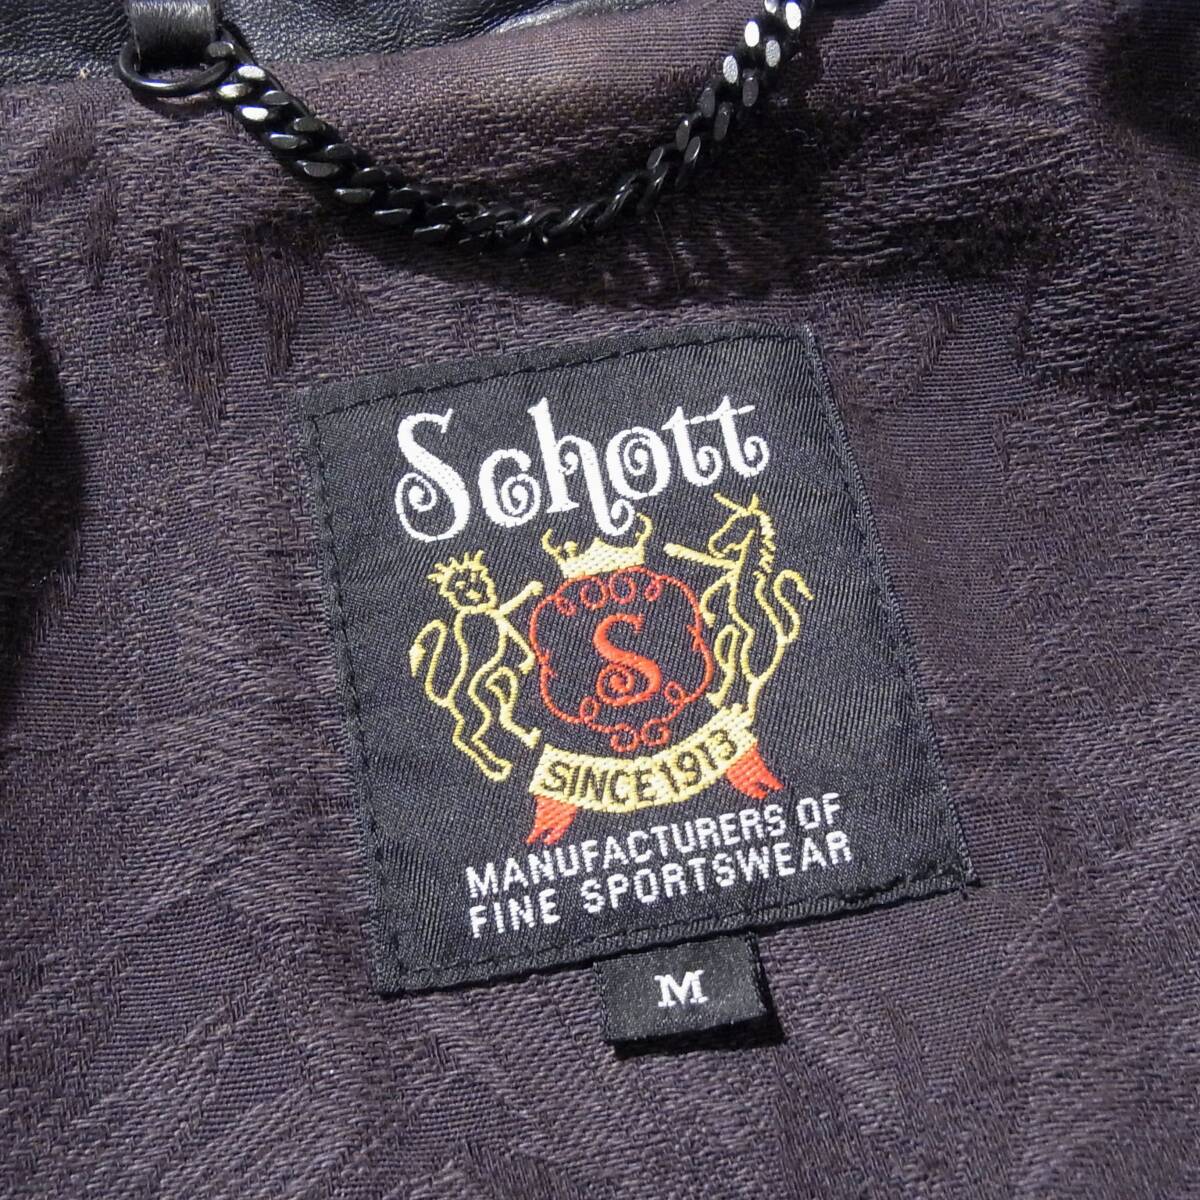 Schott
S
SINCE 1913
MANUFACTURERS OF
FINE SPORTSWEAR
M